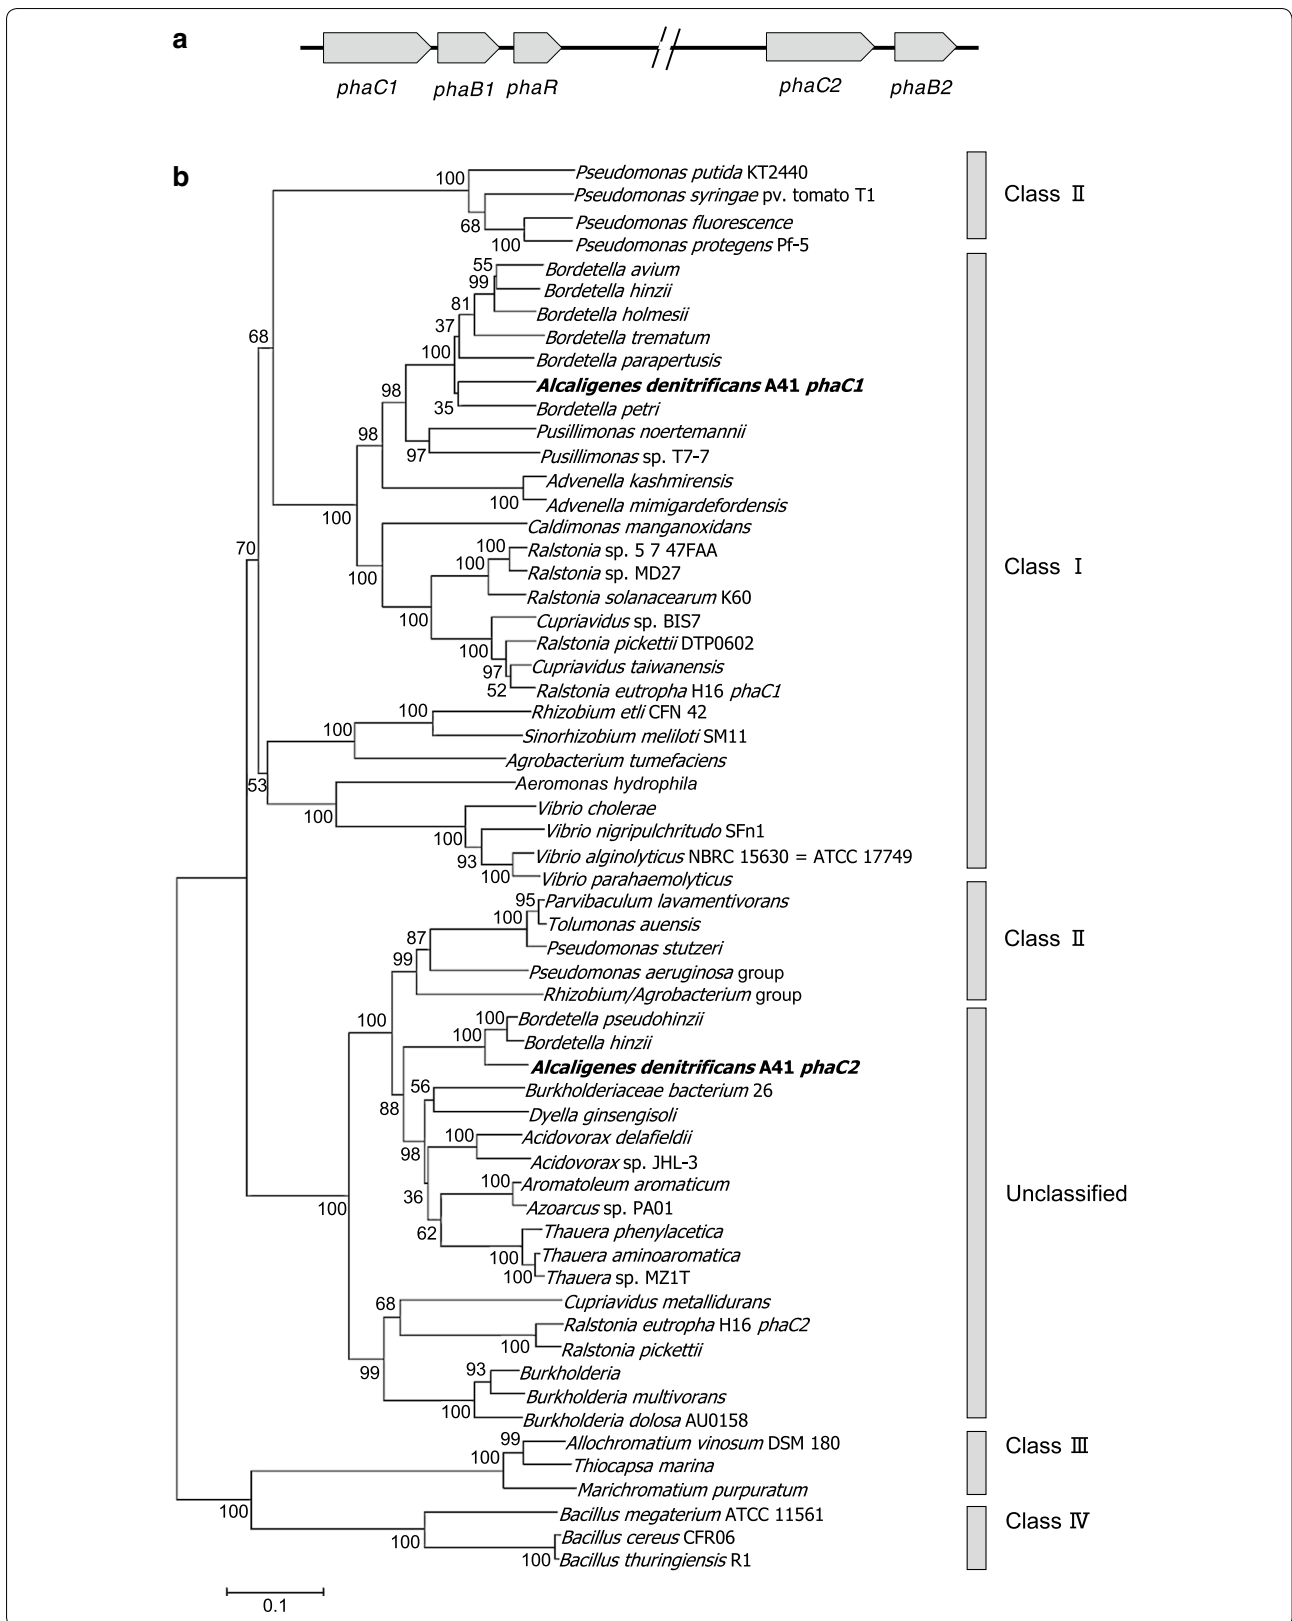 a
phaC1 phaB1 phaR phaC2 phaB2
b
100 Pseudomonas putida KT2440
Pseudomonas syringae pv. tomato T1
Class Ⅱ
68 Pseudomonas fluorescence
100 Pseudomonas protegens Pf-5
55 Bordetella avium
99 Bordetella hinzii
81 Bordetella holmesii
37 Bordetella trematum
100 Bordetella parapertusis
98 Alcaligenes denitrificans A41 phaC1
35 Bordetella petri
68
98 Pusillimonas noertemannii
97 Pusillimonas sp. T7-7
Advenella kashmirensis
100 Advenella mimigardefordensis
100 Caldimonas manganoxidans
70 100 Ralstonia sp. 5 7 47FAA
100 100 Ralstonia sp. MD27
Class Ⅰ
Ralstonia solanacearum K60
100 Cupriavidus sp. BIS7
100 Ralstonia pickettii DTP0602
97 Cupriavidus taiwanensis
52 Ralstonia eutropha H16 phaC1
100 Rhizobium etli CFN 42
100 Sinorhizobium meliloti SM11
Agrobacterium tumefaciens
53 Aeromonas hydrophila
100 Vibrio cholerae
100 Vibrio nigripulchritudo SFn1
93 Vibrio alginolyticus NBRC 15630 = ATCC 17749
100 Vibrio parahaemolyticus
95 Parvibaculum lavamentivorans
100 Tolumonas auensis
87 Pseudomonas stutzeri
Class Ⅱ
99 Pseudomonas aeruginosa group
Rhizobium/Agrobacterium group
100 100 Bordetella pseudohinzii
100 Bordetella hinzii
Alcaligenes denitrificans A41 phaC2
56 Burkholderiaceae bacterium 26
88 Dyella ginsengisoli
100 Acidovorax delafieldii
98 Acidovorax sp. JHL-3
36 100 Aromatoleum aromaticum
Unclassified
100 Azoarcus sp. PA01
62 Thauera phenylacetica
100 Thauera aminoaromatica
100 Thauera sp. MZ1T
68 Cupriavidus metallidurans
Ralstonia eutropha H16 phaC2
100 Ralstonia pickettii
99 93 Burkholderia
Burkholderia multivorans
100 Burkholderia dolosa AU0158
99 Allochromatium vinosum DSM 180
Class Ⅲ
100 Thiocapsa marina
Marichromatium purpuratum
100 Bacillus megaterium ATCC 11561
Class Ⅳ
100 Bacillus cereus CFR06
100 Bacillus thuringiensis R1
0.1